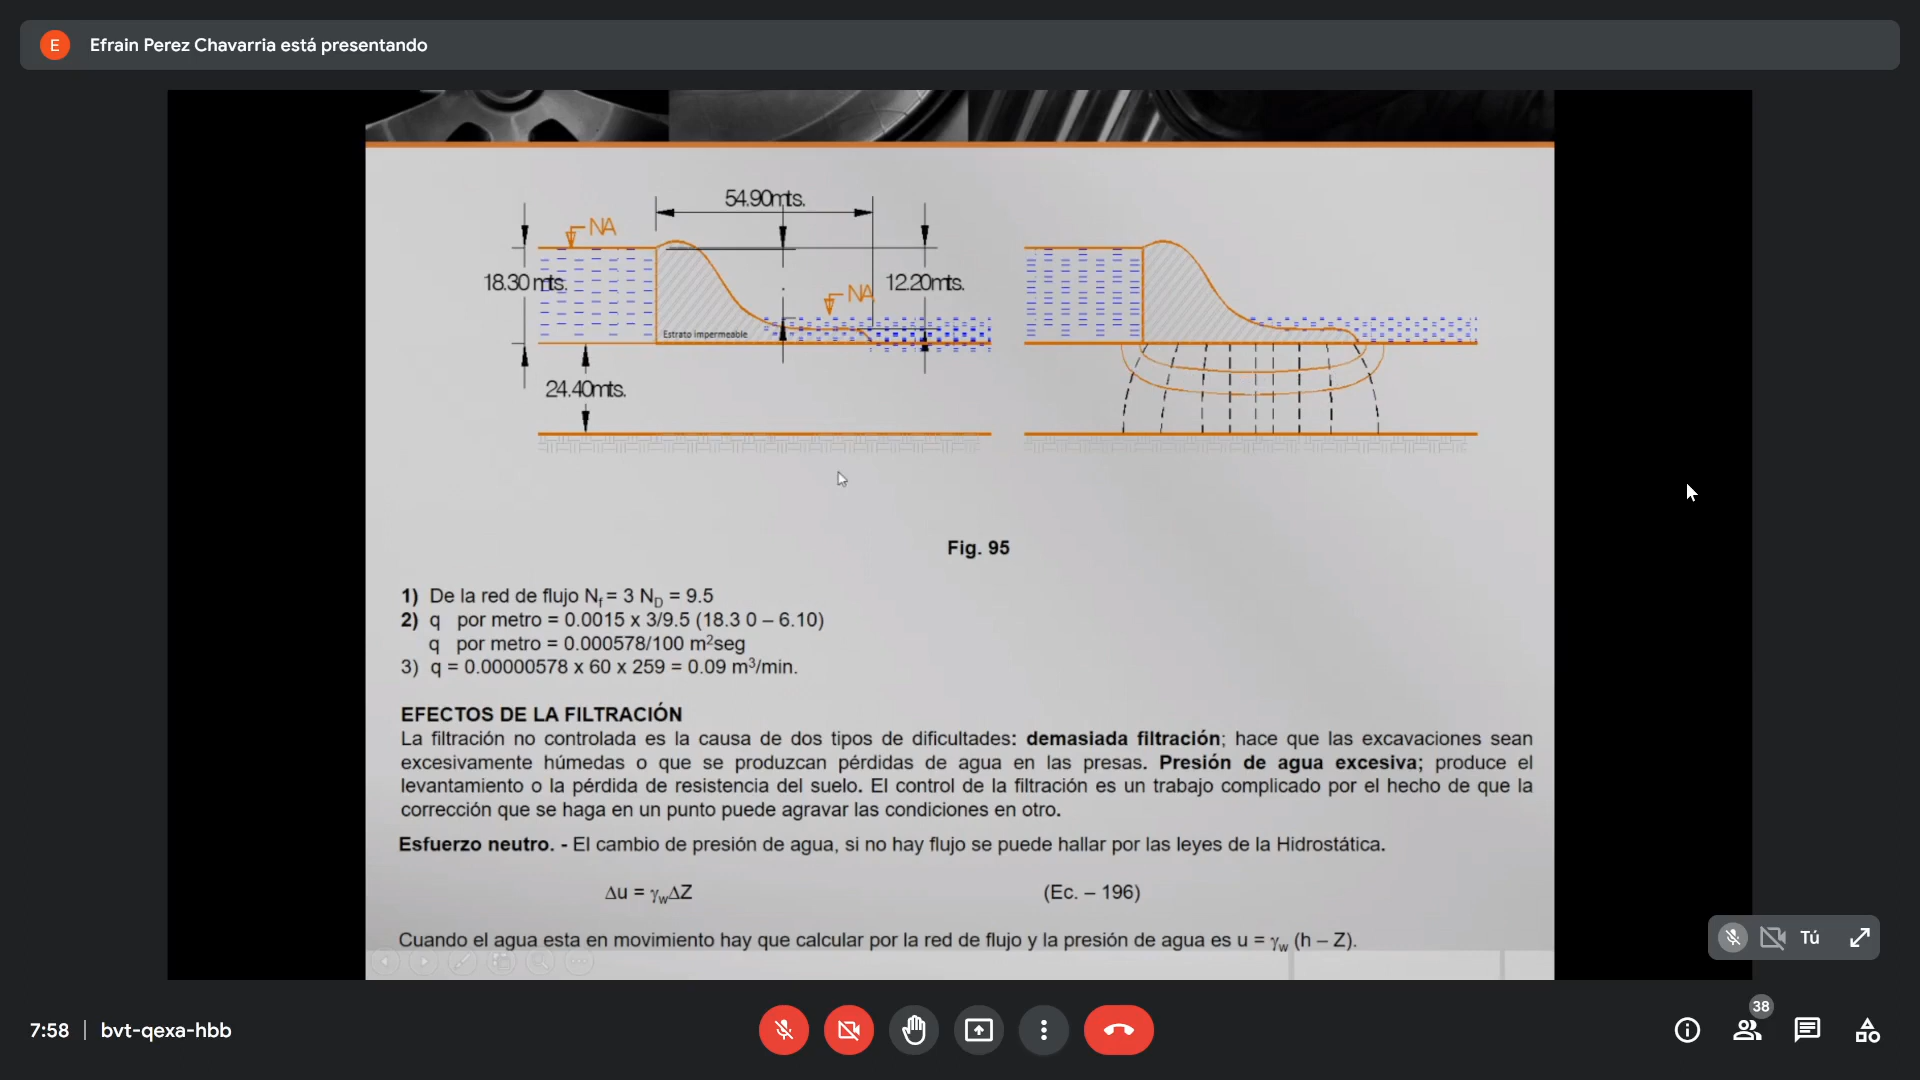 E Efrain Perez Chavarria está presentando
54.90mts.
NA
18.30 mts.
NA
12.20mts.
Estrato impermeable
24.40mts.
Fig. 95
1) De la red de flujo Nf = 3 ND = 9.5
2) q por metro = 0.0015 x 3/9.5 (18.3 0 – 6.10)
q por metro = 0.000578/100 m²seg
3) q = 0.00000578 x 60 x 259 = 0.09 m³/min.
EFECTOS DE LA FILTRACIÓN
La filtración no controlada es la causa de dos tipos de dificultades: demasiada filtración; hace que las excavaciones sean
excesivamente húmedas o que se produzcan pérdidas de agua en las presas. Presión de agua excesiva; produce el
levantamiento o la pérdida de resistencia del suelo. El control de la filtración es un trabajo complicado por el hecho de que la
corrección que se haga en un punto puede agravar las condiciones en otro.
Esfuerzo neutro. - El cambio de presión de agua, si no hay flujo se puede hallar por las leyes de la Hidrostática.
Δu = γwΔZ (Ec. – 196)
Cuando el agua esta en movimiento hay que calcular por la red de flujo y la presión de agua es u = γw (h – Z).
Tú
7:58 | bvt-qexa-hbb
38